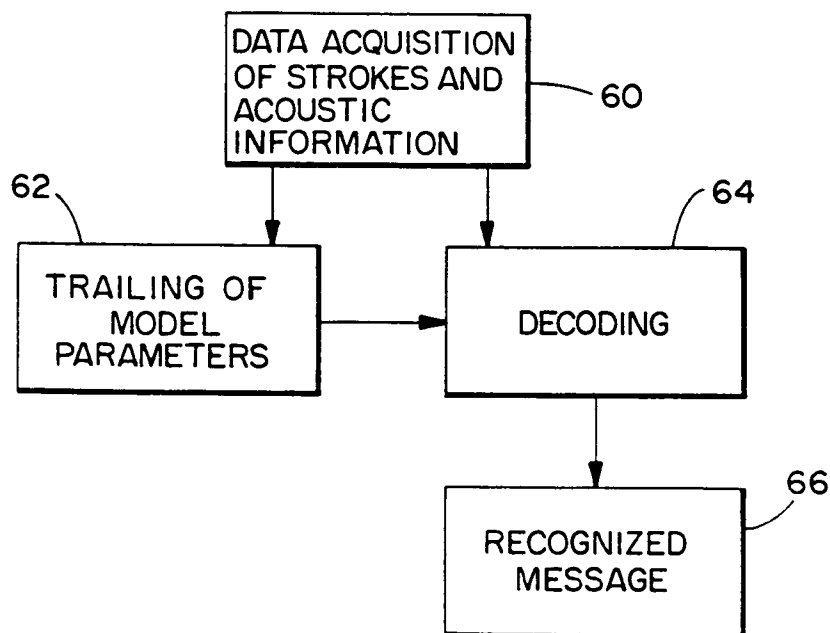 DATA ACQUISITION
OF STROKES AND
ACOUSTIC
INFORMATION
60
62
TRAILING OF
MODEL
PARAMETERS
64
DECODING
66
RECOGNIZED
MESSAGE